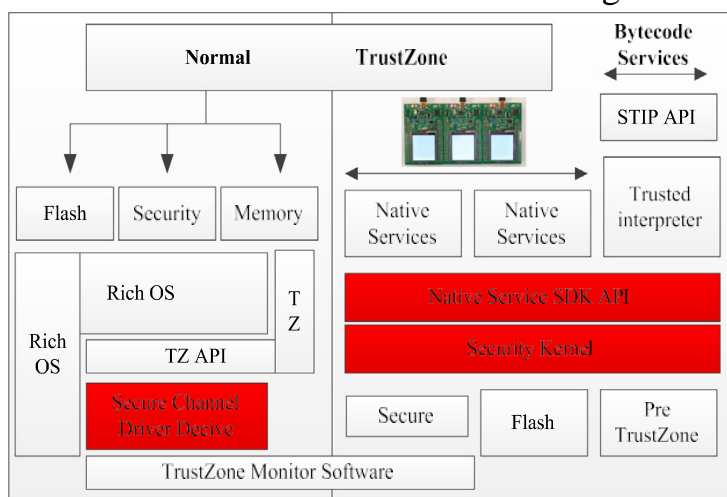 Normal
TrustZone
Bytecode
Services
STIP API
Flash
Security
Memory
Native
Services
Native
Services
Trusted
interpreter
Rich OS
T
Z
Rich
OS
TZ API
Native Service SDK API
Security Kernel
Secure Channel
Driver Decive
Secure
Flash
Pre
TrustZone
TrustZone Monitor Software